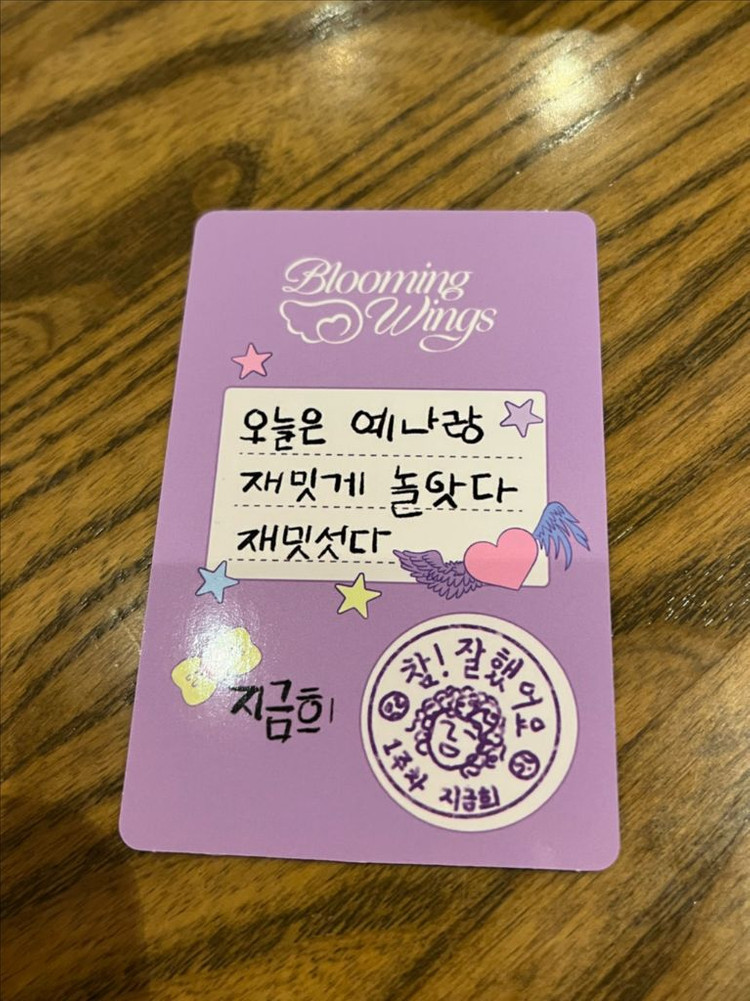 Blooming
Wings
오늘은 예나랑
재밋게 놀앗다
재밋섯다
지금희
참! 잘했어요
1주차 지금희